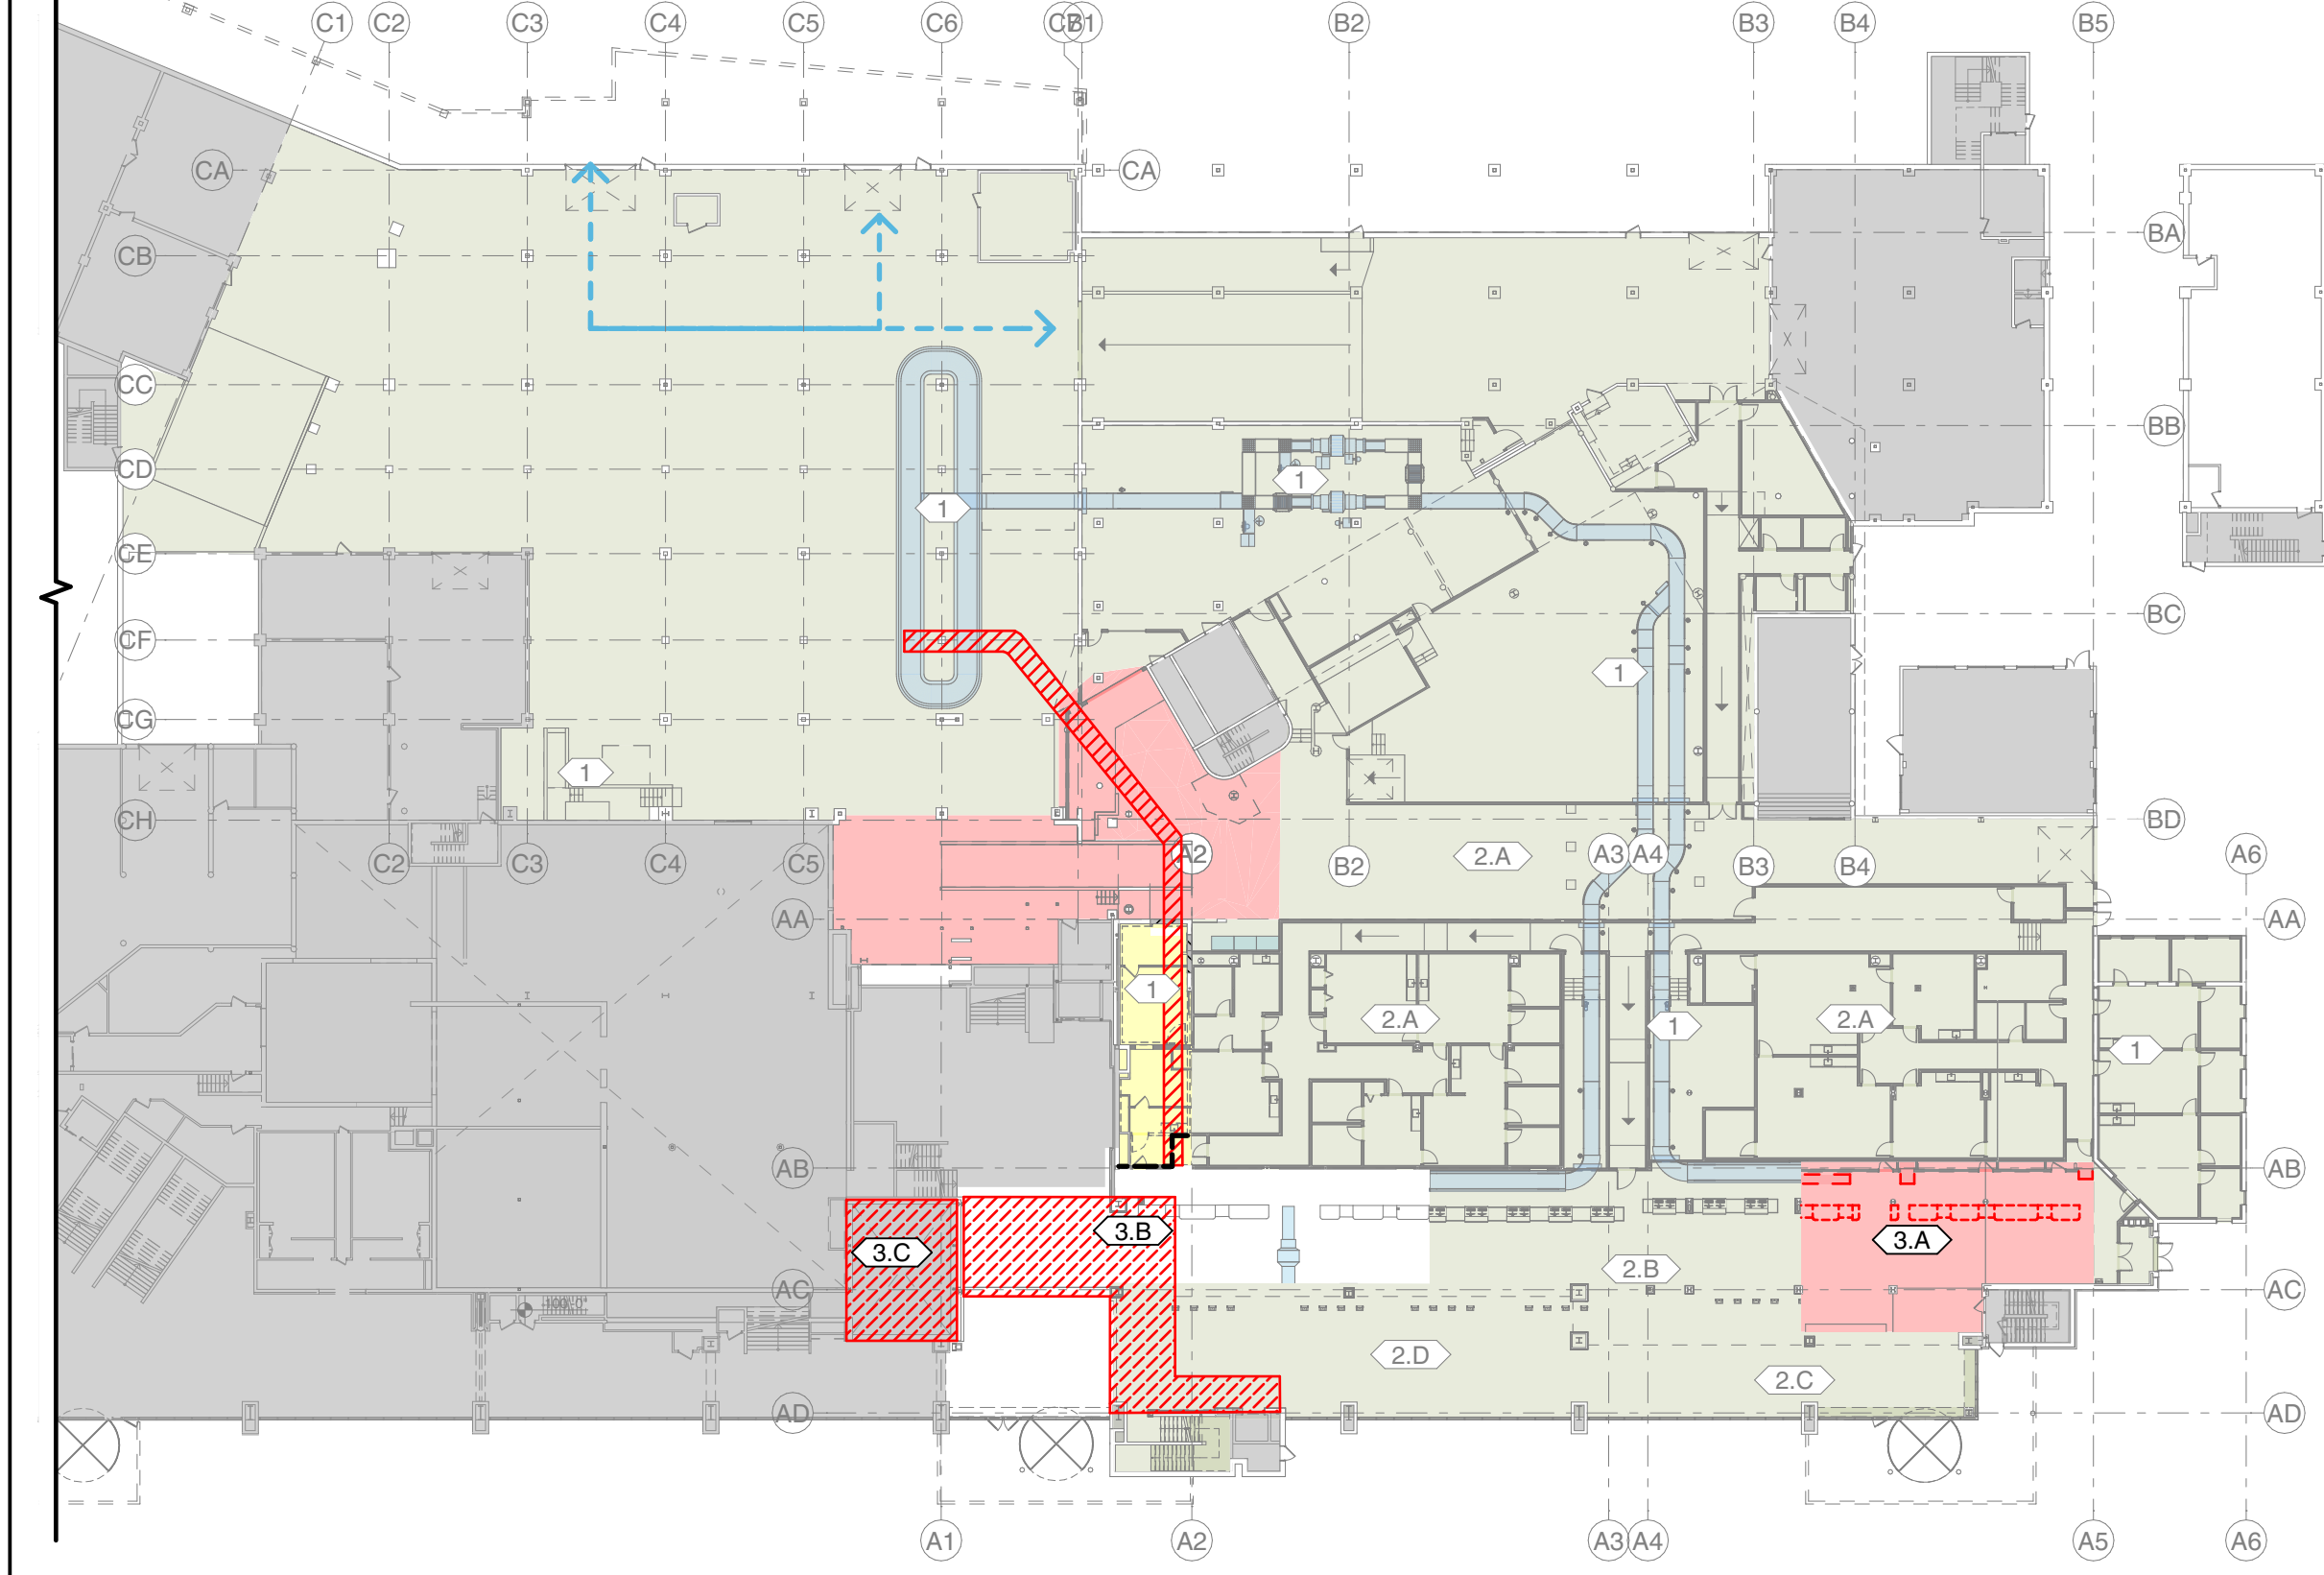 C1 C2 C3 C4 C5 C6 C7 B1 B2 B3 B4 B5
CA CA
BA
CB
CC
BB
CD
1
1
CE
BC
CF
1
CG
1
CH BD
C2 C3 C4 C5 A2 B2 2.A A3 A4 B3 B4 A6
AA AA
1
2.A 1 2.A 1
AB AB
3.B 3.A
3.C 2.B
AC AC
100'-0"
2.D 2.C
AD AD
A1 A2 A3 A4 A5 A6